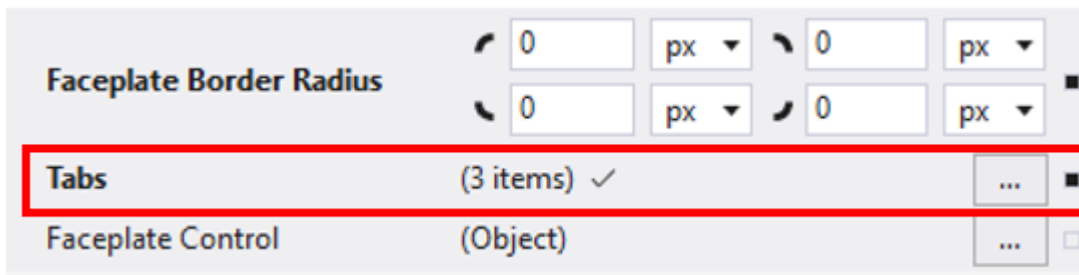 0 px 0 px
Faceplate Border Radius
0 px 0 px
Tabs (3 items) ...
Faceplate Control (Object) ...